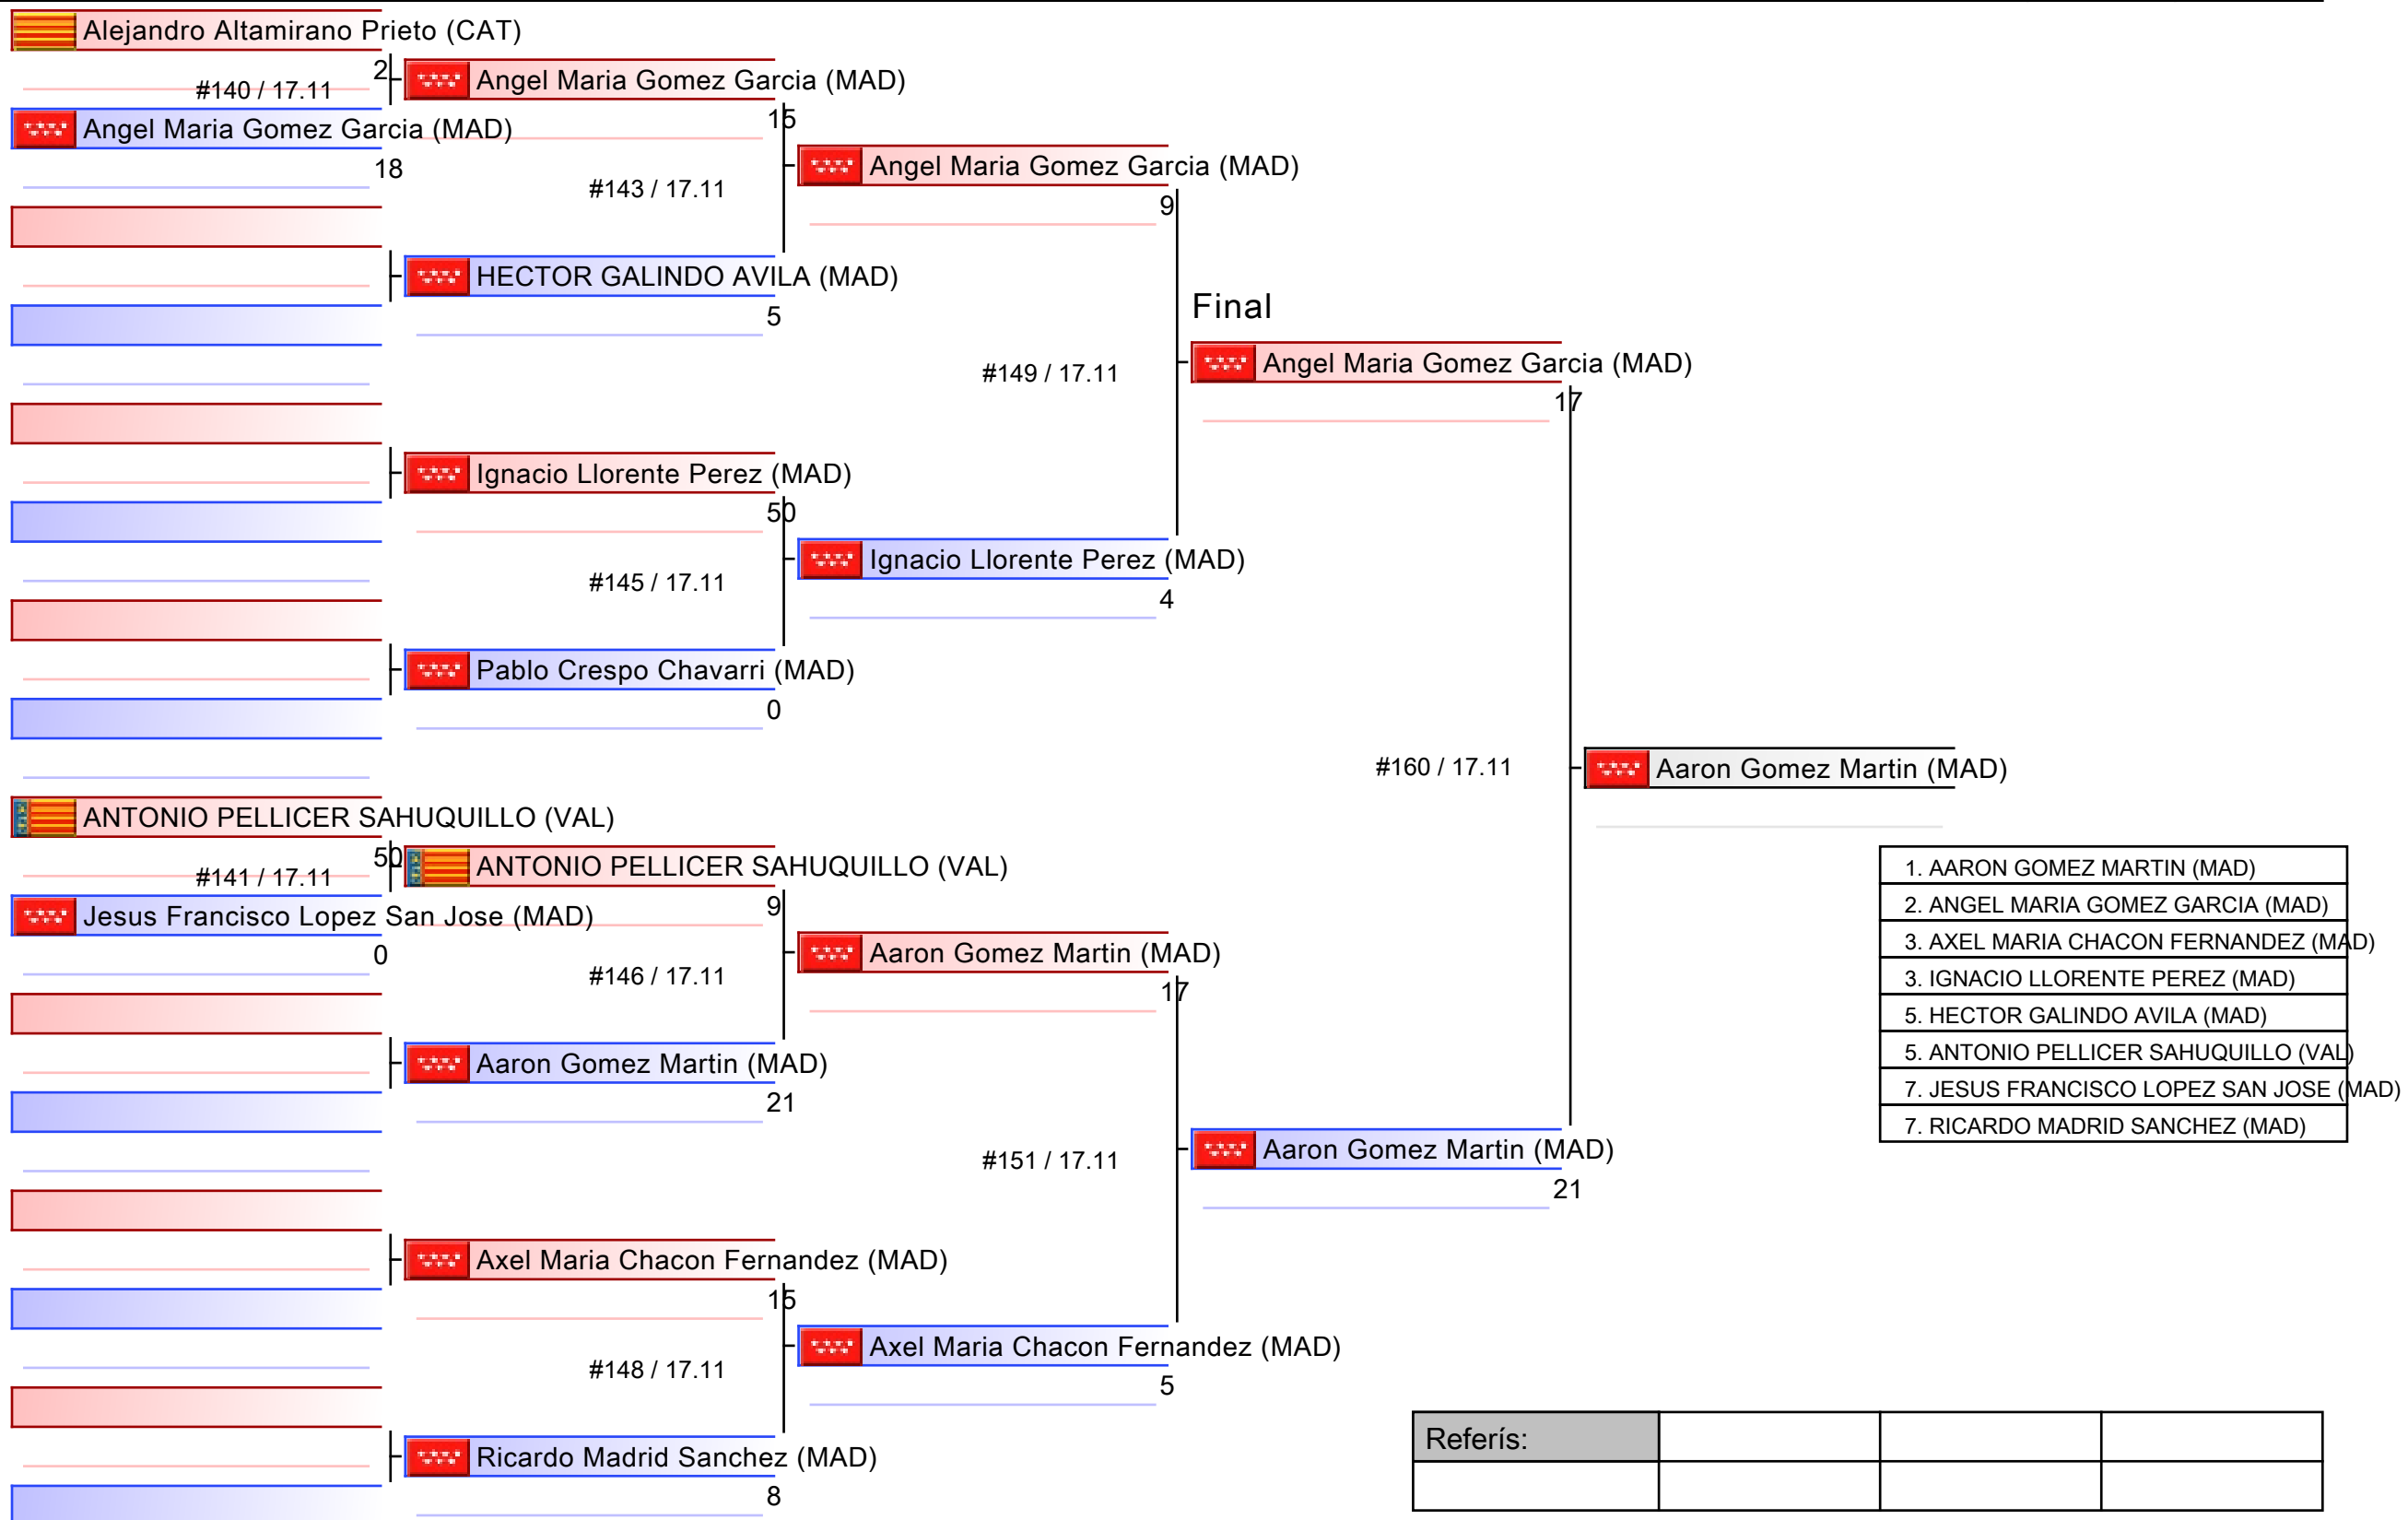 Alejandro Altamirano Prieto (CAT)
2
#140 / 17.11
Angel Maria Gomez Garcia (MAD)
18
ANTONIO PELLICER SAHUQUILLO (VAL)
50
#141 / 17.11
Jesus Francisco Lopez San Jose (MAD)
0
Angel Maria Gomez Garcia (MAD)
15
#143 / 17.11
HECTOR GALINDO AVILA (MAD)
5
Ignacio Llorente Perez (MAD)
50
#145 / 17.11
Pablo Crespo Chavarri (MAD)
0
ANTONIO PELLICER SAHUQUILLO (VAL)
9
#146 / 17.11
Aaron Gomez Martin (MAD)
21
Axel Maria Chacon Fernandez (MAD)
15
#148 / 17.11
Ricardo Madrid Sanchez (MAD)
8
Angel Maria Gomez Garcia (MAD)
9
#149 / 17.11
Ignacio Llorente Perez (MAD)
4
Aaron Gomez Martin (MAD)
17
#151 / 17.11
Axel Maria Chacon Fernandez (MAD)
5
Final
Angel Maria Gomez Garcia (MAD)
17
#160 / 17.11
Aaron Gomez Martin (MAD)
21
Aaron Gomez Martin (MAD)
1. AARON GOMEZ MARTIN (MAD)
2. ANGEL MARIA GOMEZ GARCIA (MAD)
3. AXEL MARIA CHACON FERNANDEZ (MAD)
3. IGNACIO LLORENTE PEREZ (MAD)
5. HECTOR GALINDO AVILA (MAD)
5. ANTONIO PELLICER SAHUQUILLO (VAL)
7. JESUS FRANCISCO LOPEZ SAN JOSE (MAD)
7. RICARDO MADRID SANCHEZ (MAD)
Referís: